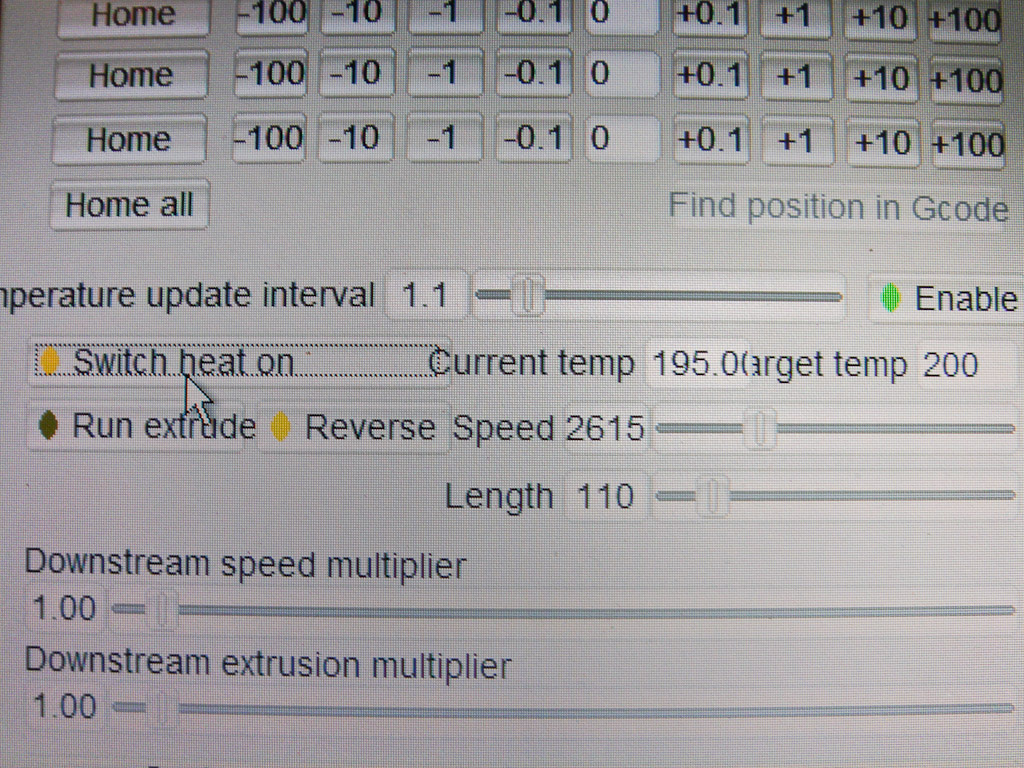 Home -100 -10 -1 -0.1 0 +0.1 +1 +10 +100
Home -100 -10 -1 -0.1 0 +0.1 +1 +10 +100
Home -100 -10 -1 -0.1 0 +0.1 +1 +10 +100
Home all Find position in Gcode
nperature update interval 1.1 Enable
Switch heat on Current temp 195.0( arget temp 200
Run extrude Reverse Speed 2615
Length 110
Downstream speed multiplier
1.00
Downstream extrusion multiplier
1.00